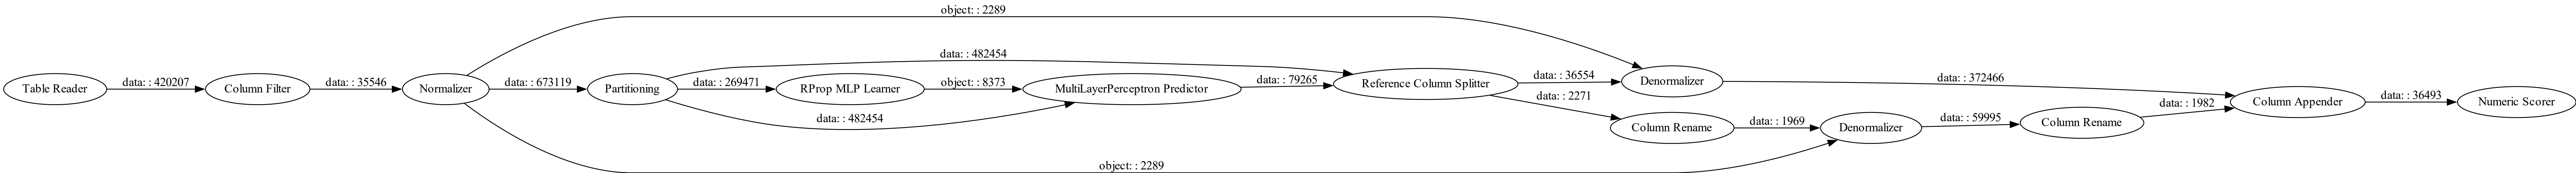 object: : 2289
data: : 482454
Table Reader
data: : 420207
Column Filter
data: : 35546
Normalizer
data: : 673119
Partitioning
data: : 269471
RProp MLP Learner
object: : 8373
MultiLayerPerceptron Predictor
data: : 79265
Reference Column Splitter
data: : 36554
Denormalizer
data: : 372466
data: : 482454
data: : 2271
Column Rename
data: : 1969
Denormalizer
data: : 59995
Column Rename
data: : 1982
Column Appender
data: : 36493
Numeric Scorer
object: : 2289